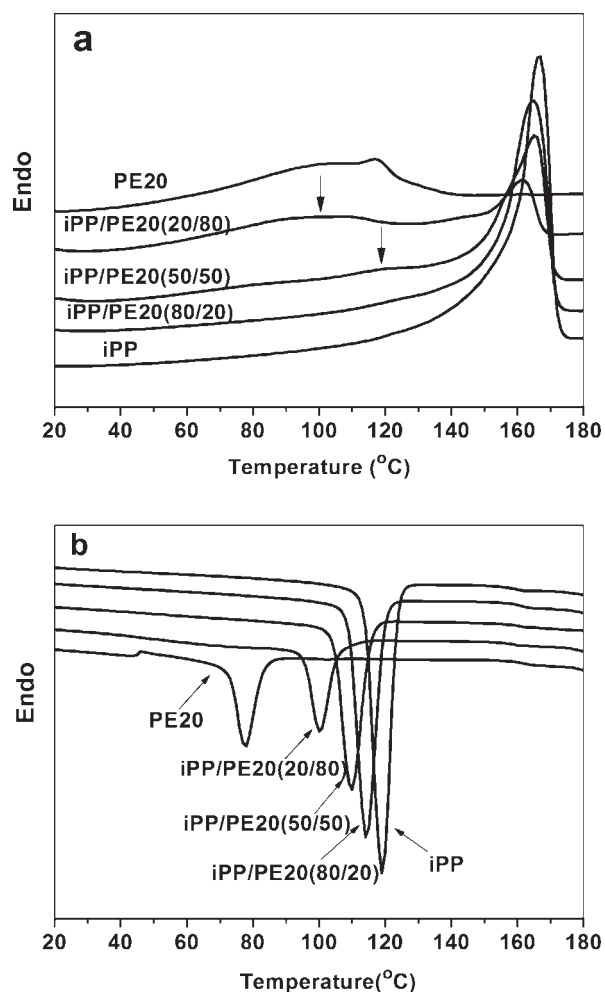 a
Endo
PE20
iPP/PE20(20/80)
iPP/PE20(50/50)
iPP/PE20(80/20)
iPP
20 40 60 80 100 120 140 160 180
Temperature (°C)
b
Endo
PE20
iPP/PE20(20/80)
iPP/PE20(50/50)
iPP/PE20(80/20)
iPP
20 40 60 80 100 120 140 160 180
Temperature(°C)